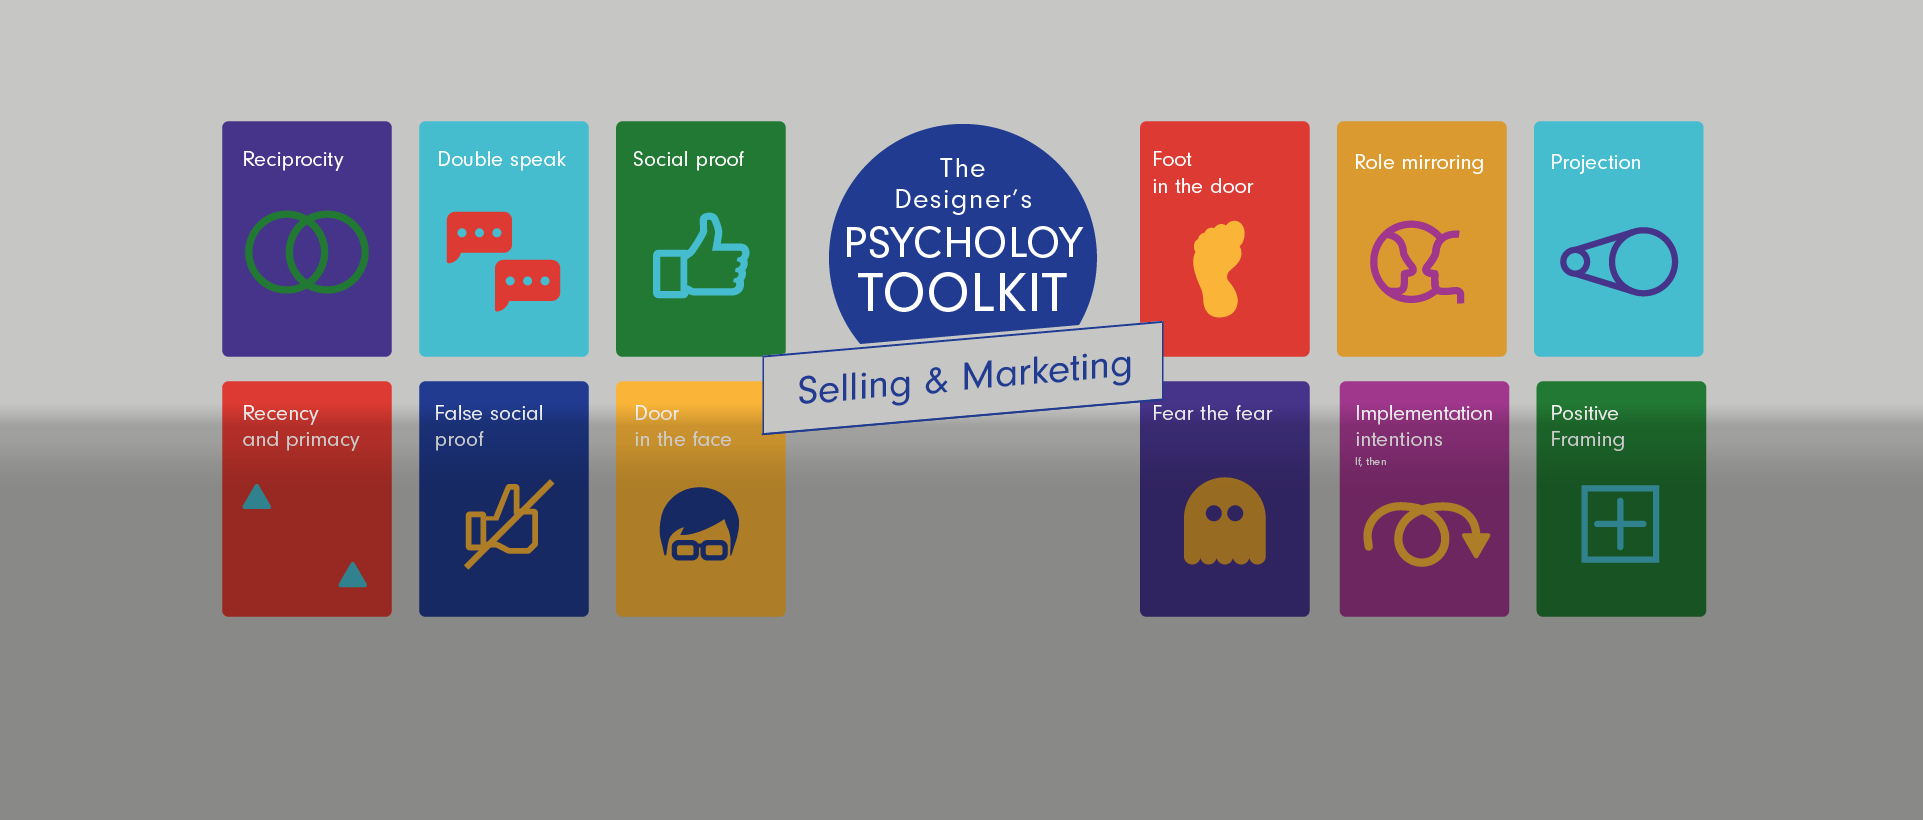 Reciprocity
Double speak
Social proof
The
Designer's
PSYCHOLOY
TOOLKIT
Selling & Marketing
Foot
in the door
Role mirroring
Projection
Recency
and primacy
False social
proof
Door
in the face
Fear the fear
Implementation
intentions
If, then
Positive
Framing